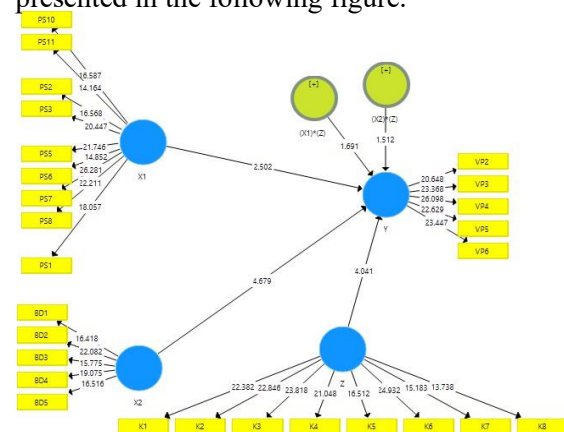 presented in the following figure.
PS10
PS11
PS2
PS3
PS5
PS6
PS7
PS8
PS1
16.587
14.164
16.568
20.447
21.746
14.852
26.281
22.211
18.057
X1
[+]
(X1)*(Z)
[+]
(X2)*(Z)
1.691
1.512
2.502
Y
20.648
23.368
26.098
22.629
23.447
VP2
VP3
VP4
VP5
VP6
4.679
4.041
BD1
BD2
BD3
BD4
BD5
16.418
22.082
15.775
19.075
16.516
X2
Z
22.382
22.846
23.818
21.048
16.512
24.932
15.183
13.738
K1
K2
K3
K4
K5
K6
K7
K8